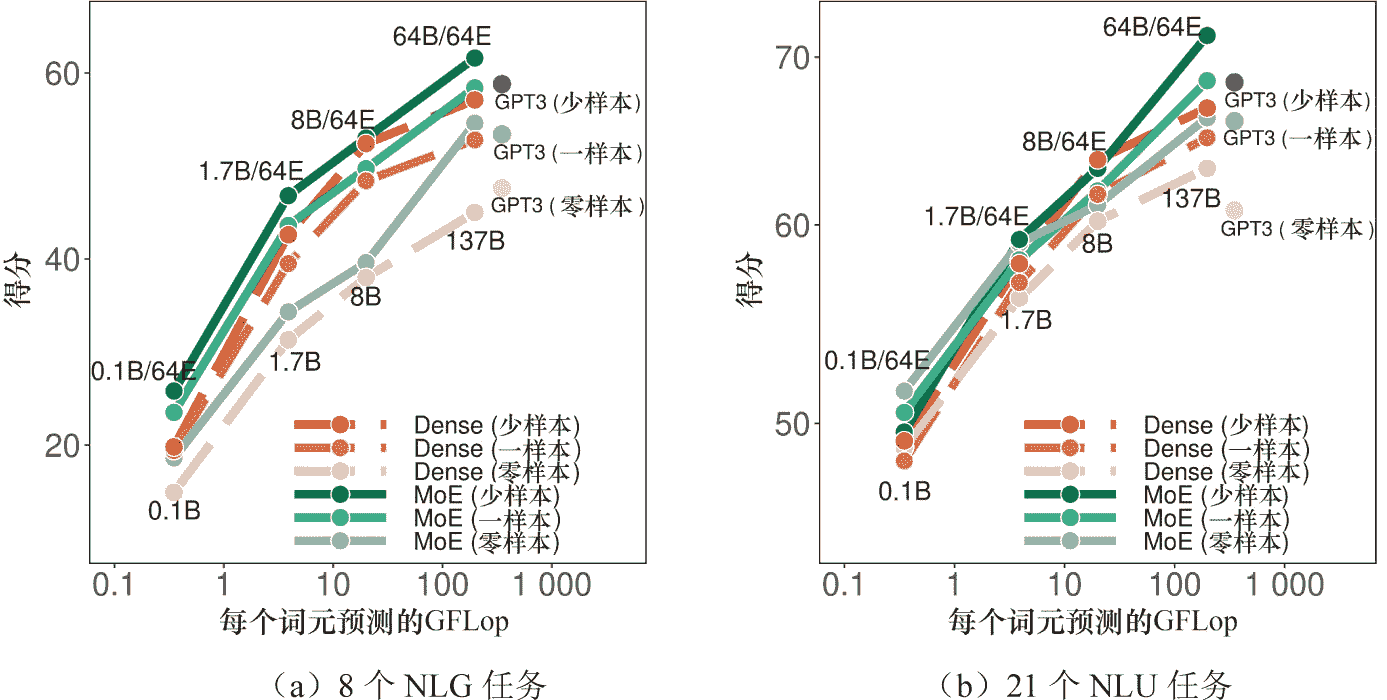 64B/64E
60
8B/64E
GPT3 (少样本)
1.7B/64E
GPT3 (一样本)
GPT3 (零样本)
40
137B
得分
8B
0.1B/64E
1.7B
20
Dense (少样本)
Dense (一样本)
Dense (零样本)
MoE (少样本)
MoE (一样本)
MoE (零样本)
0.1B
0.1 1 10 100 1 000
每个词元预测的GFLop
（a）8 个 NLG 任务
64B/64E
70
GPT3 (少样本)
8B/64E
GPT3 (一样本)
137B
1.7B/64E
60
GPT3 (零样本)
8B
得分
1.7B
0.1B/64E
50
Dense (少样本)
Dense (一样本)
Dense (零样本)
MoE (少样本)
MoE (一样本)
MoE (零样本)
0.1B
0.1 1 10 100 1 000
每个词元预测的GFLop
（b）21 个 NLU 任务